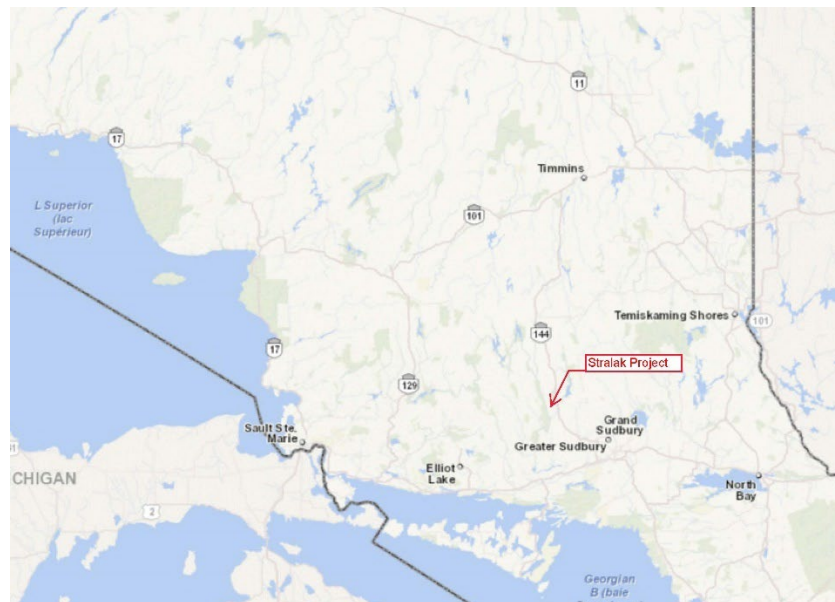 11
17
Timmins
L Superior
(lac
Supérieur)
101
Temiskaming Shores
101
144
17
Stralak Project
129
Sault Ste.
Marie
Grand
Sudbury
Greater Sudbury
Elliot
Lake
North
Bay
CHIGAN
2
Georgian
B (baie